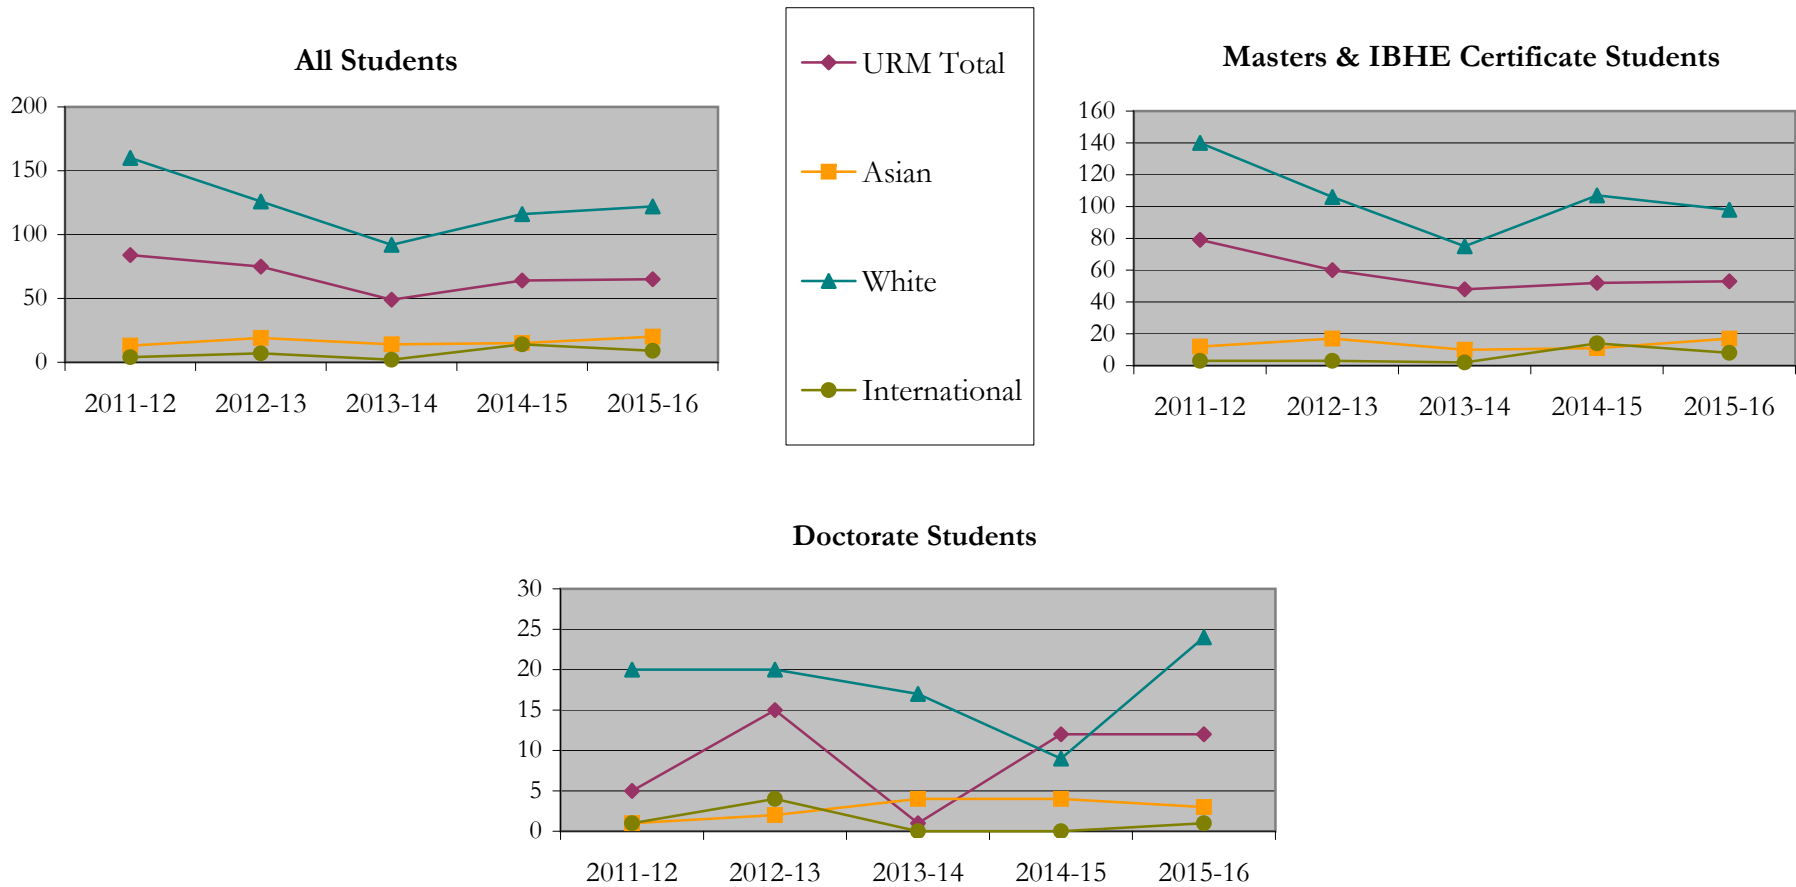 All Students
200
150
100
50
0
2011-12 2012-13 2013-14 2014-15 2015-16
URM Total
Asian
White
International
Masters & IBHE Certificate Students
160
140
120
100
80
60
40
20
0
2011-12 2012-13 2013-14 2014-15 2015-16
Doctorate Students
30
25
20
15
10
5
0
2011-12 2012-13 2013-14 2014-15 2015-16